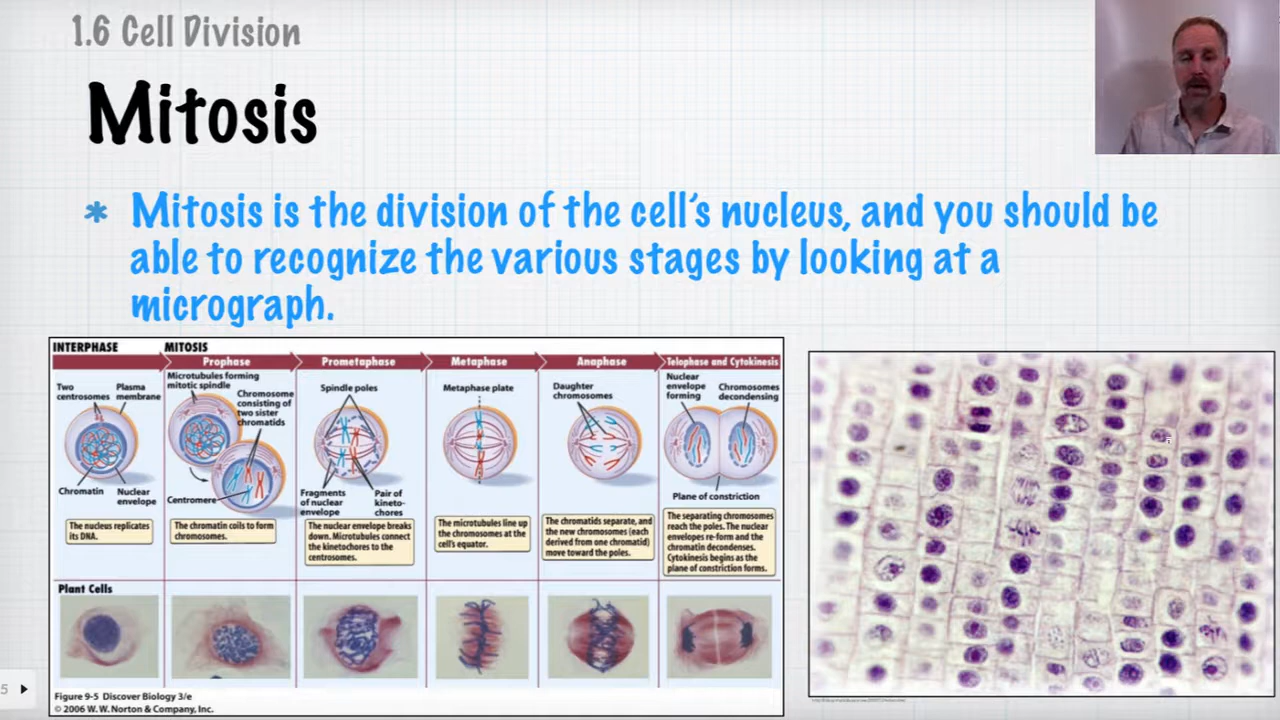 1.6 Cell Division
Mitosis
* Mitosis is the division of the cell's nucleus, and you should be
able to recognize the various stages by looking at a
micrograph.
INTERPHASE
MITOSIS
Prophase
Prometaphase
Metaphase
Anaphase
Telophase and Cytokinesis
Two
centrosomes
Plasma
membrane
Chromatin
Nuclear
envelope
Microtubules forming
mitotic spindle
Chromosome
consisting of
two sister
chromatids
Centromere
Spindle poles
Fragments
of nuclear
envelope
Pair of
kineto-
chores
Metaphase plate
Daughter
chromosomes
Nuclear
envelope
forming
Chromosomes
decondensing
Plane of constriction
The nucleus replicates
its DNA.
The chromatin coils to form
chromosomes.
The nuclear envelope breaks
down. Microtubules connect
the kinetochores to the
centrosomes.
The microtubules line up
the chromosomes at the
cell's equator.
The chromatids separate, and
the new chromosomes (each
derived from one chromatid)
move toward the poles.
The separating chromosomes
reach the poles. The nuclear
envelopes re-form and the
chromatin decondenses.
Cytokinesis begins as the
plane of constriction forms.
Plant Cells
5
Figure 9-5 Discover Biology 3/e
© 2006 W. W. Norton & Company, Inc.